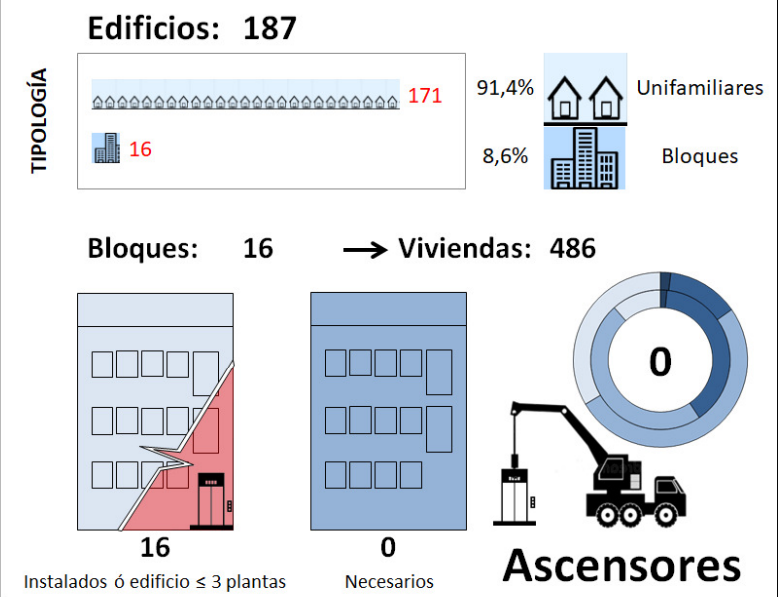 Edificios: 187
TIPOLOGÍA
171
91,4%
Unifamiliares
16
8,6%
Bloques
Bloques: 16
Viviendas: 486
0
16
0
Instalados ó edificio ≤ 3 plantas
Necesarios
Ascensores